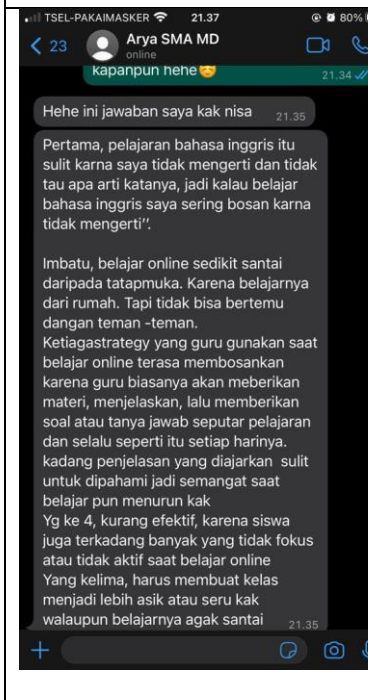 TSEL-PAKAIMASKER 21.37 80%
23 Arya SMA MD
online
kapanpun hehe☺️
21.34
Hehe ini jawaban saya kak nisa 21.35
Pertama, pelajaran bahasa inggris itu
sulit karna saya tidak mengerti dan tidak
tau apa arti katanya, jadi kalau belajar
bahasa inggris saya sering bosan karna
tidak mengerti”.
Imbatu, belajar online sedikit santai
daripada tatapmuka. Karena belajarnya
dari rumah. Tapi tidak bisa bertemu
dangan teman -teman.
Ketiagastrategy yang guru gunakan saat
belajar online terasa membosankan
karena guru biasanya akan meberikan
materi, menjelaskan, lalu memberikan
soal atau tanya jawab seputar pelajaran
dan selalu seperti itu setiap harinya.
kadang penjelasan yang diajarkan sulit
untuk dipahami jadi semangat saat
belajar pun menurun kak
Yg ke 4, kurang efektif, karena siswa
juga terkadang banyak yang tidak fokus
atau tidak aktif saat belajar online
Yang kelima, harus membuat kelas
menjadi lebih asik atau seru kak
walaupun belajarnya agak santai 21.35